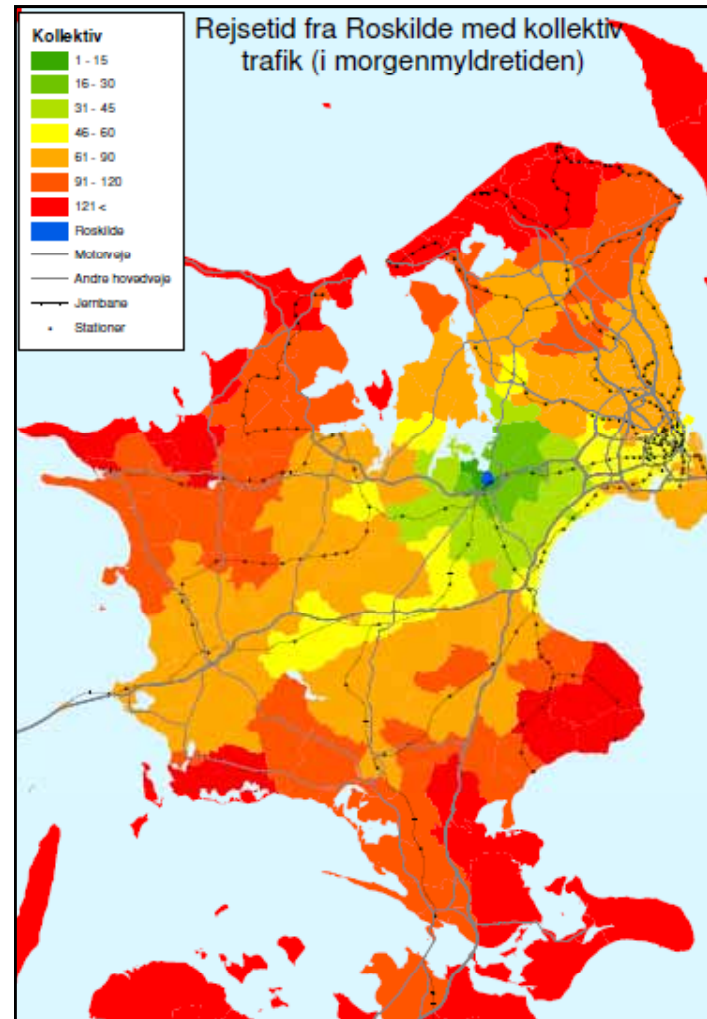 Rejsetid fra Roskilde med kollektiv
trafik (i morgenmyldretiden)
Kollektiv
1 - 15
16 - 30
31 - 45
46 - 60
61 - 90
91 - 120
121 <
Roskilde
Motorveje
Andre hovedveje
Jernbane
Stationer